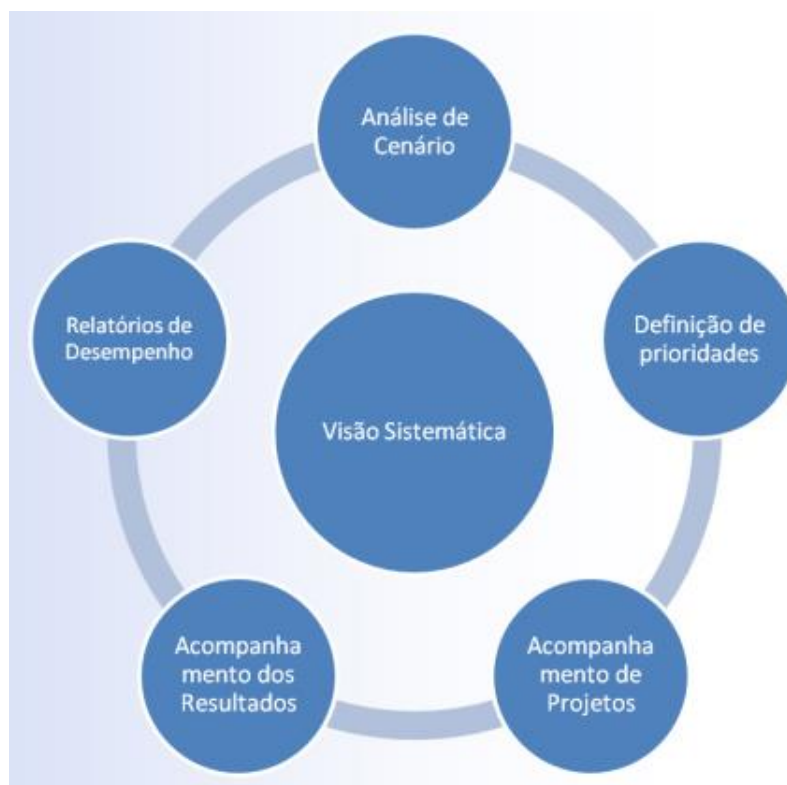 Análise de
Cenário
Definição de
prioridades
Relatórios de
Desempenho
Visão Sistemática
Acompanha
mento dos
Resultados
Acompanha
mento de
Projetos